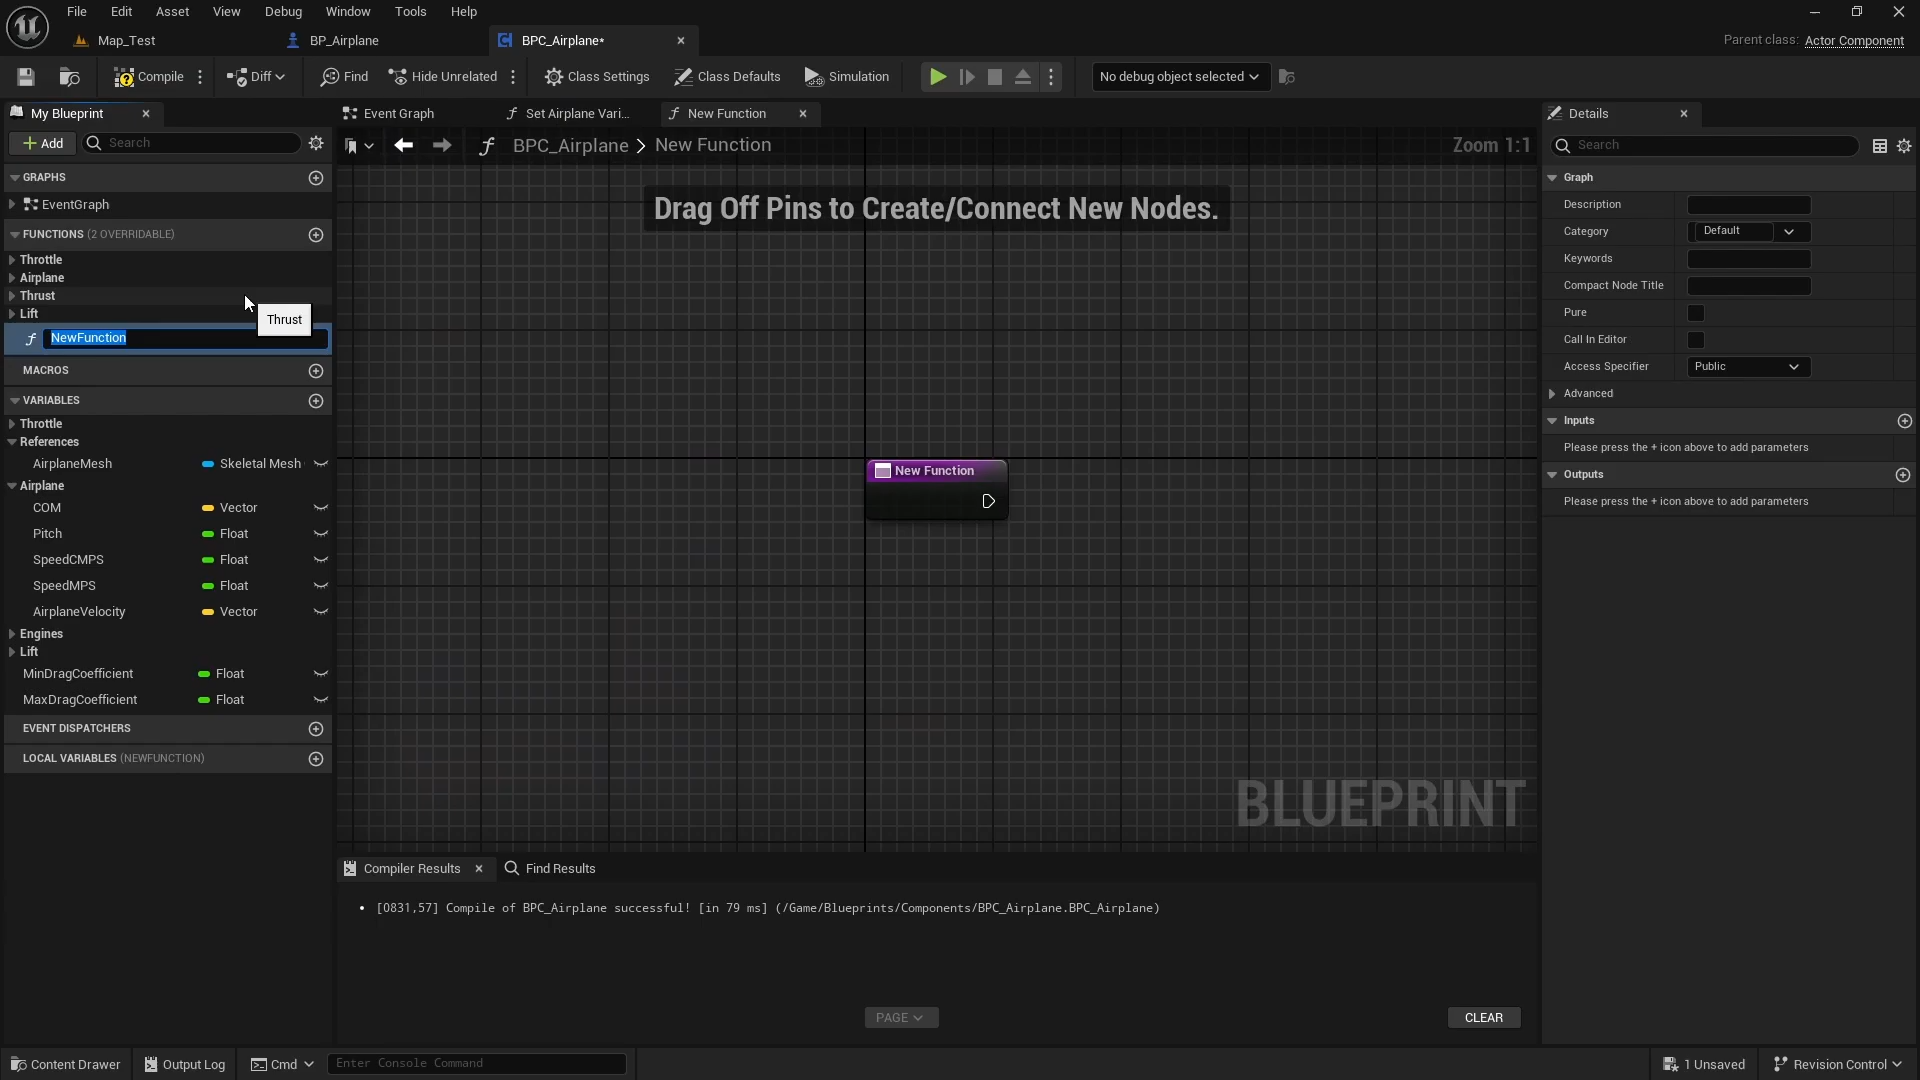 File Edit Asset View Debug Window Tools Help
Map_Test BP_Airplane BPC_Airplane* Parent class: Actor Component
Compile Diff Find Hide Unrelated Class Settings Class Defaults Simulation No debug object selected
My Blueprint Event Graph Set Airplane Vari... New Function Details
Add Search BPC_Airplane > New Function Zoom 1:1 Search
GRAPHS
EventGraph
FUNCTIONS (2 OVERRIDABLE)
Throttle
Airplane
Thrust
Thrust
Lift
NewFunction
MACROS
VARIABLES
Throttle
References
AirplaneMesh Skeletal Mesh
Airplane
COM Vector
Pitch Float
SpeedCMPS Float
SpeedMPS Float
AirplaneVelocity Vector
Engines
Lift
MinDragCoefficient Float
MaxDragCoefficient Float
EVENT DISPATCHERS
LOCAL VARIABLES (NEWFUNCTION)
Drag Off Pins to Create/Connect New Nodes.
New Function
BLUEPRINT
Graph
Description
Category Default
Keywords
Compact Node Title
Pure
Call In Editor
Access Specifier Public
Advanced
Inputs
Please press the + icon above to add parameters
Outputs
Please press the + icon above to add parameters
Compiler Results Find Results
[0831,57] Compile of BPC_Airplane successful! [in 79 ms] (/Game/Blueprints/Components/BPC_Airplane.BPC_Airplane)
PAGE CLEAR
Content Drawer Output Log Cmd Enter Console Command 1 Unsaved Revision Control